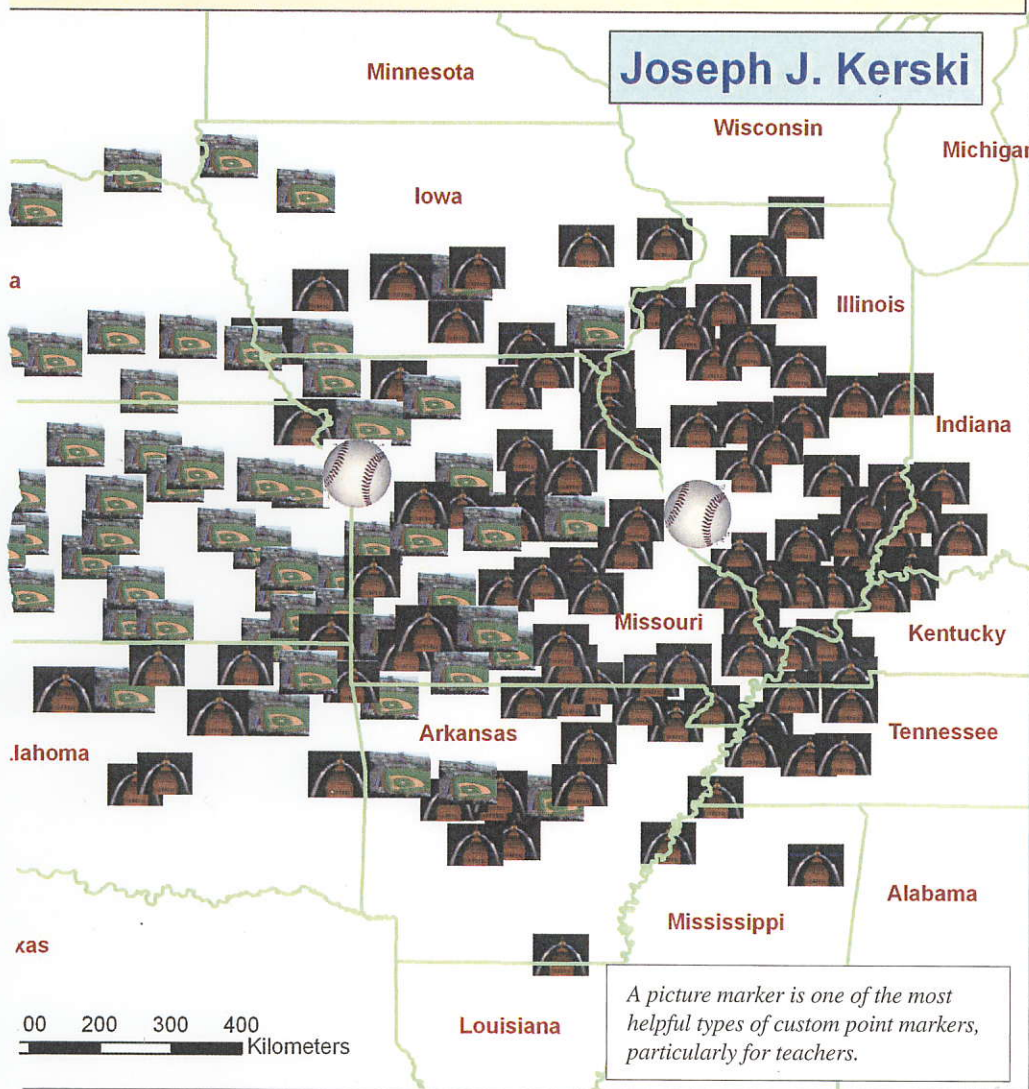 Joseph J. Kerski
Minnesota
Wisconsin
Michigan
Iowa
a
Illinois
Indiana
Missouri
Kentucky
lahoma
Arkansas
Tennessee
Alabama
Mississippi
xas
Louisiana
00 200 300 400
Kilometers
A picture marker is one of the most
helpful types of custom point markers,
particularly for teachers.